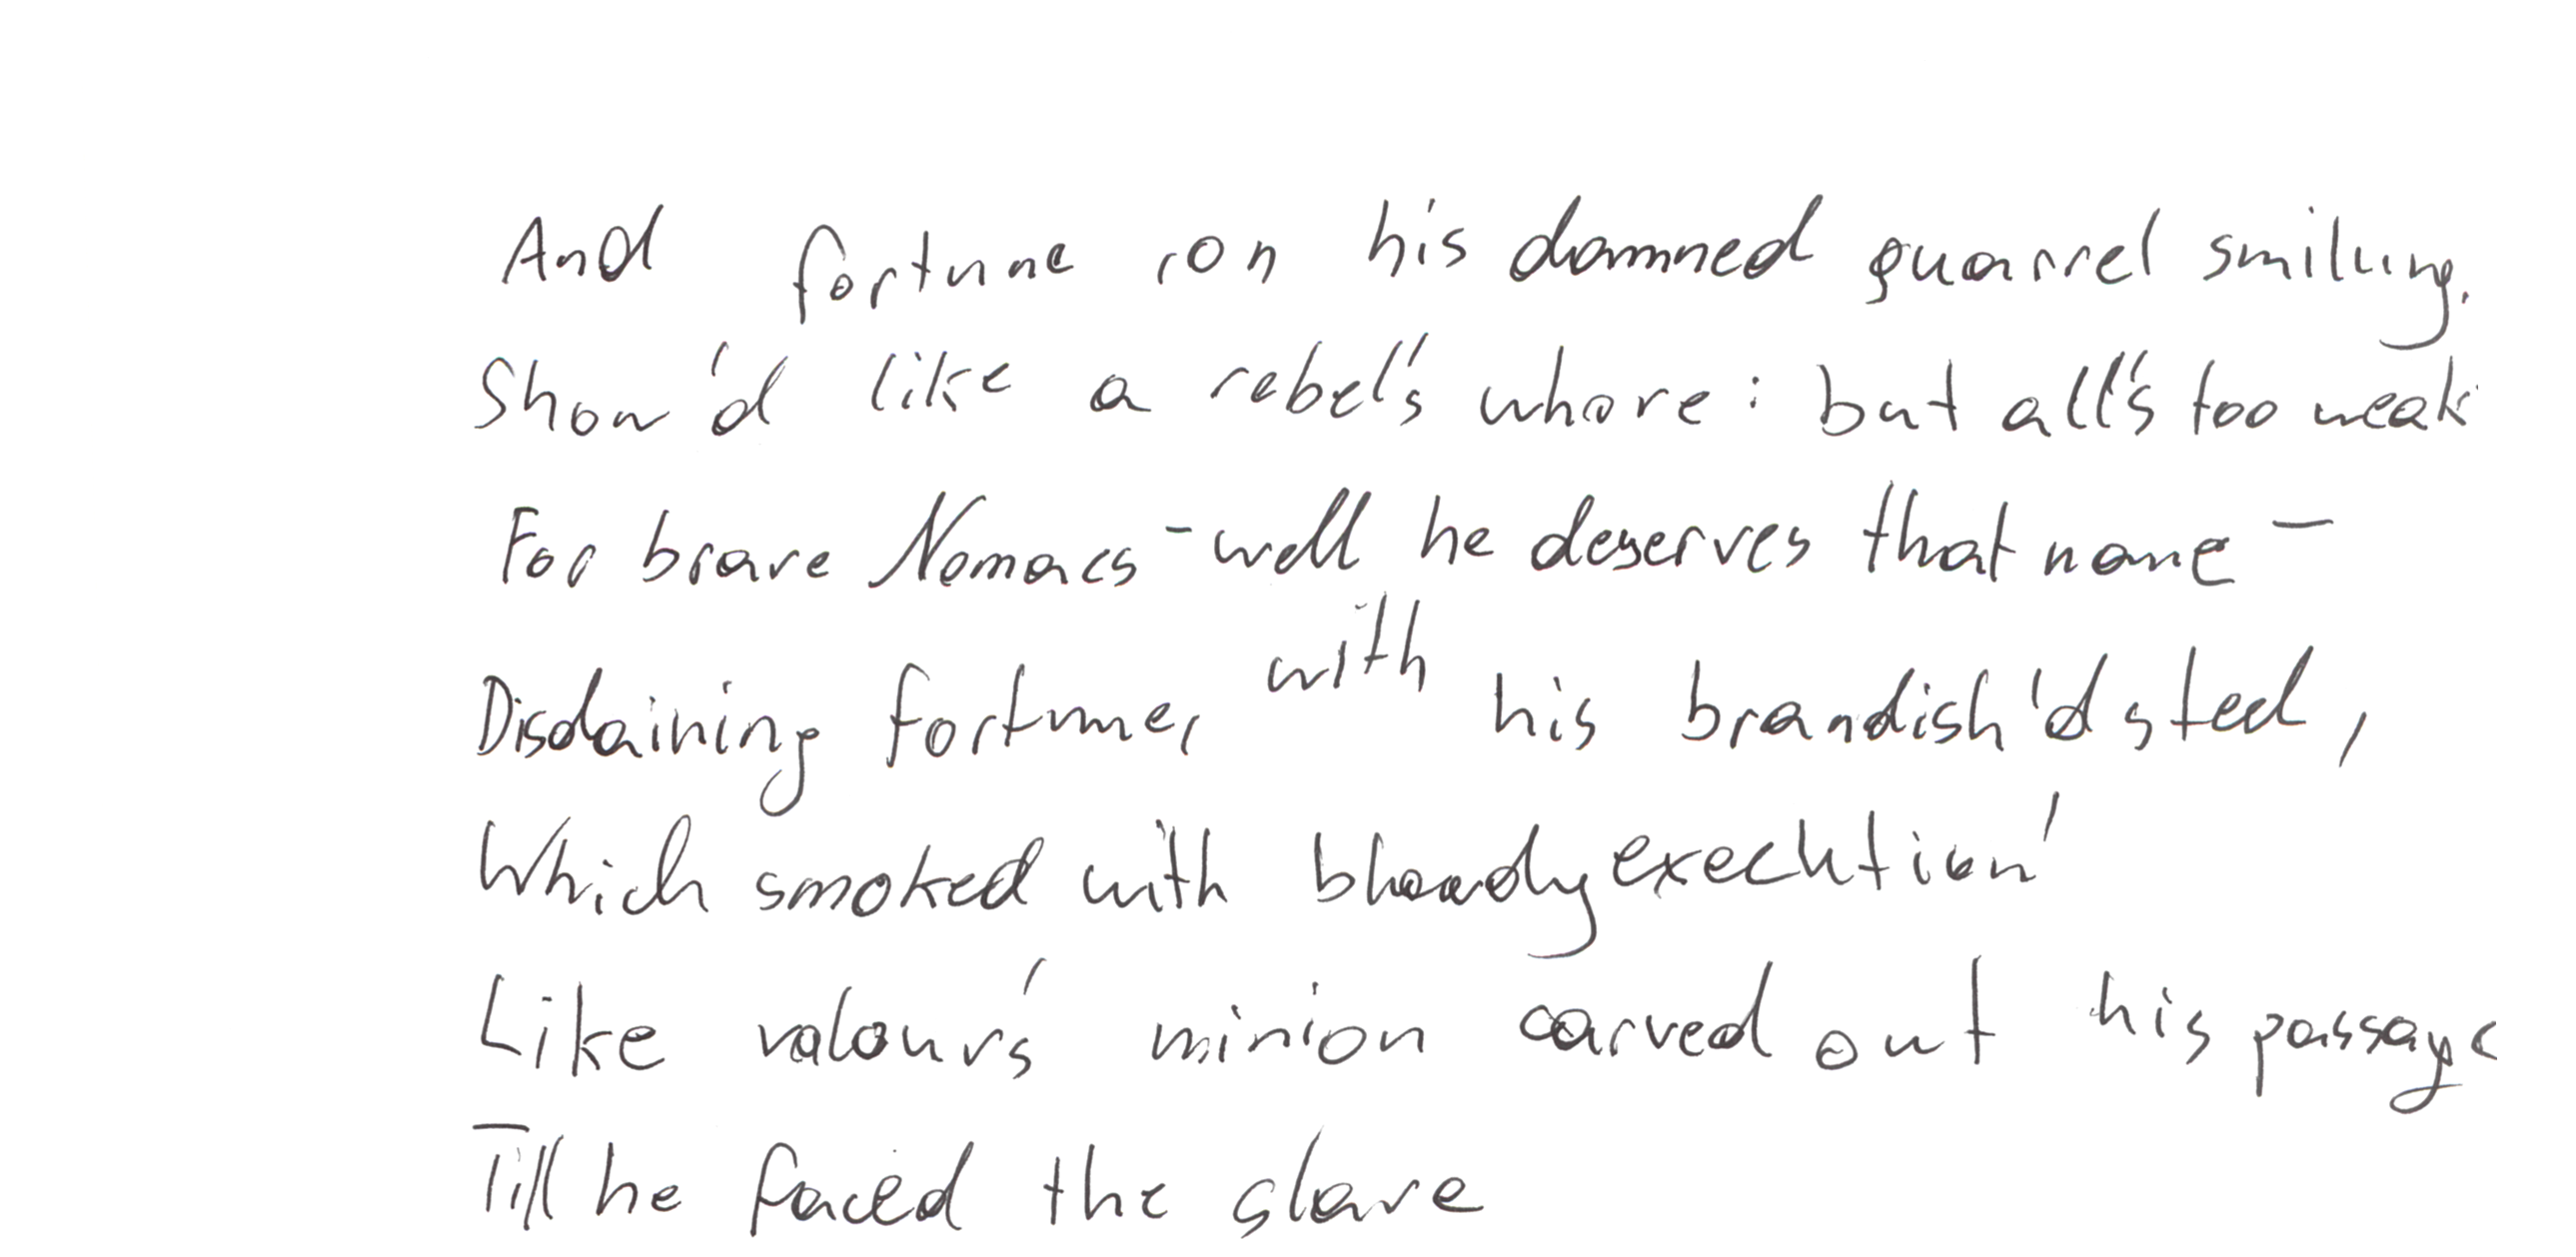 And fortune ron his damned quarrel smiling,
Show'd like a rebel's whore: but all's too weak
For brave Nomacs - well he deserves that name -
Disdaining fortune, with his brandish'd steel,
Which smoked with bloody execution'
Like valour's minion carved out his passage
Till he faced the slave